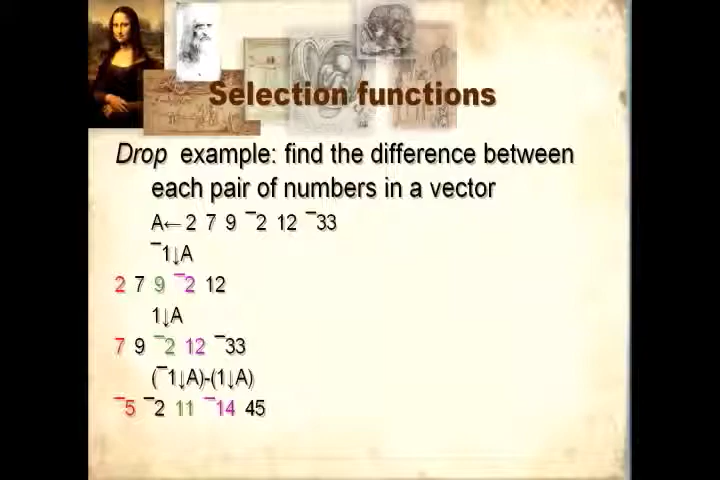 Selection functions
Drop example: find the difference between
each pair of numbers in a vector
A←2 7 9 ¯2 12 ¯33
¯1↓A
2 7 9 ¯2 12
1↓A
7 9 ¯2 12 ¯33
(¯1↓A)-(1↓A)
¯5 ¯2 11 ¯14 45